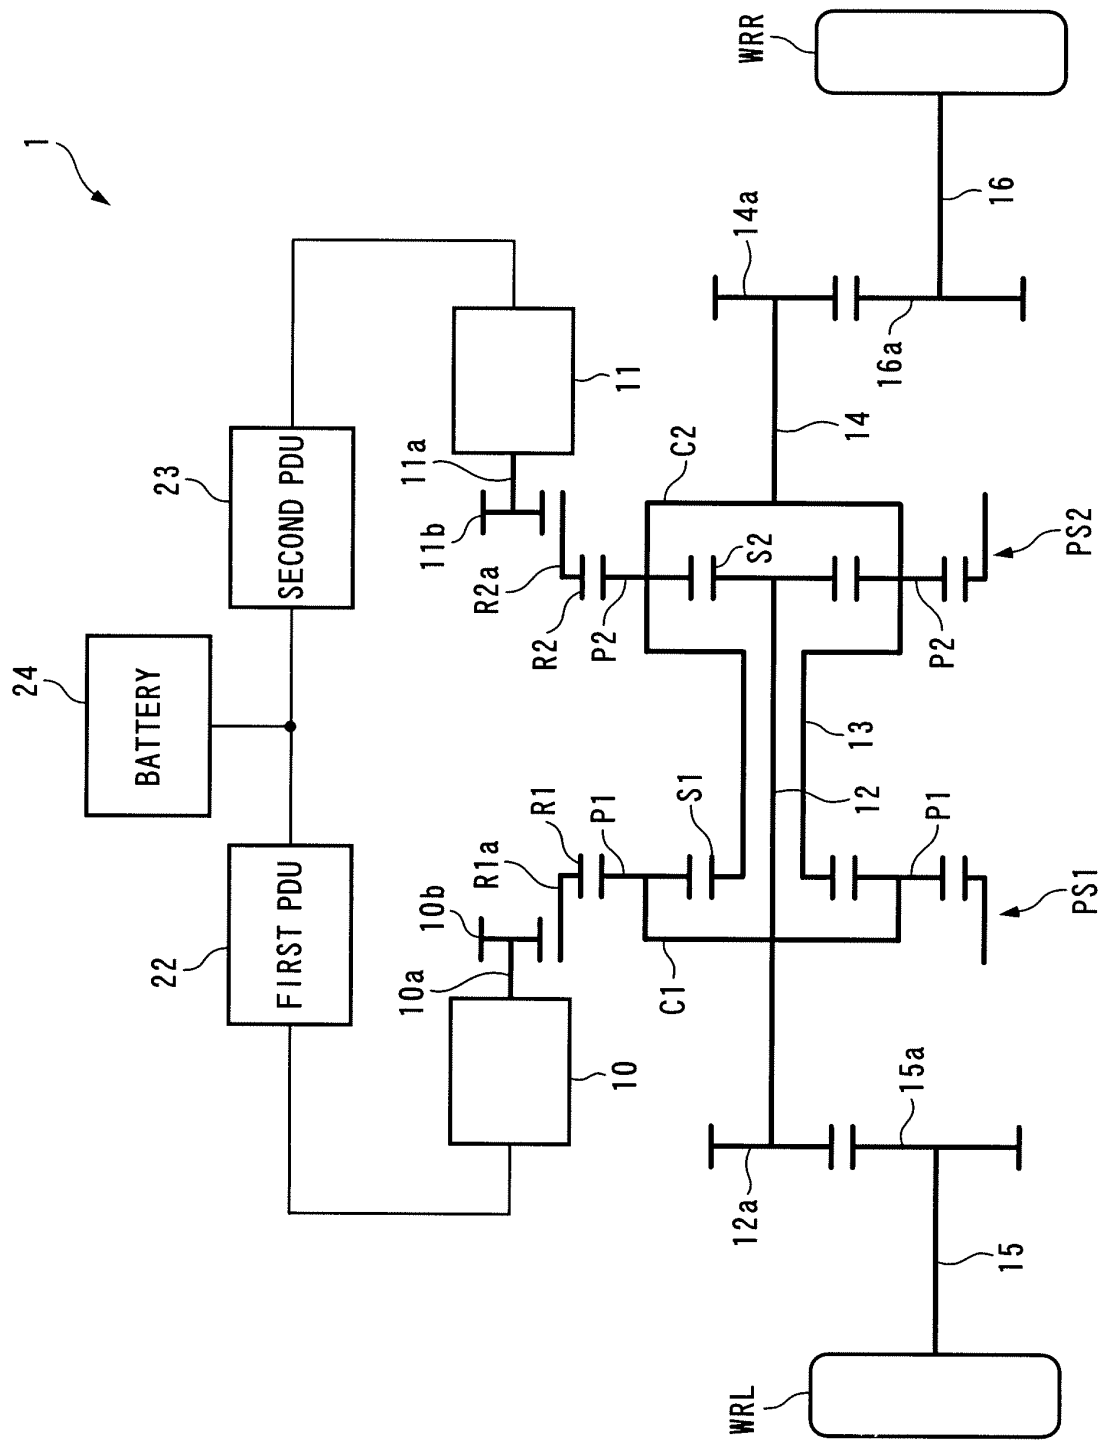 1
24
BATTERY
22
FIRST PDU
23
SECOND PDU
10
10a
10b
11
11a
11b
R1a
R1
P1
S1
R2a
R2
P2
S2
C2
C1
12
13
14
P1
P2
PS1
PS2
12a
15a
15
14a
16a
16
WRL
WRR